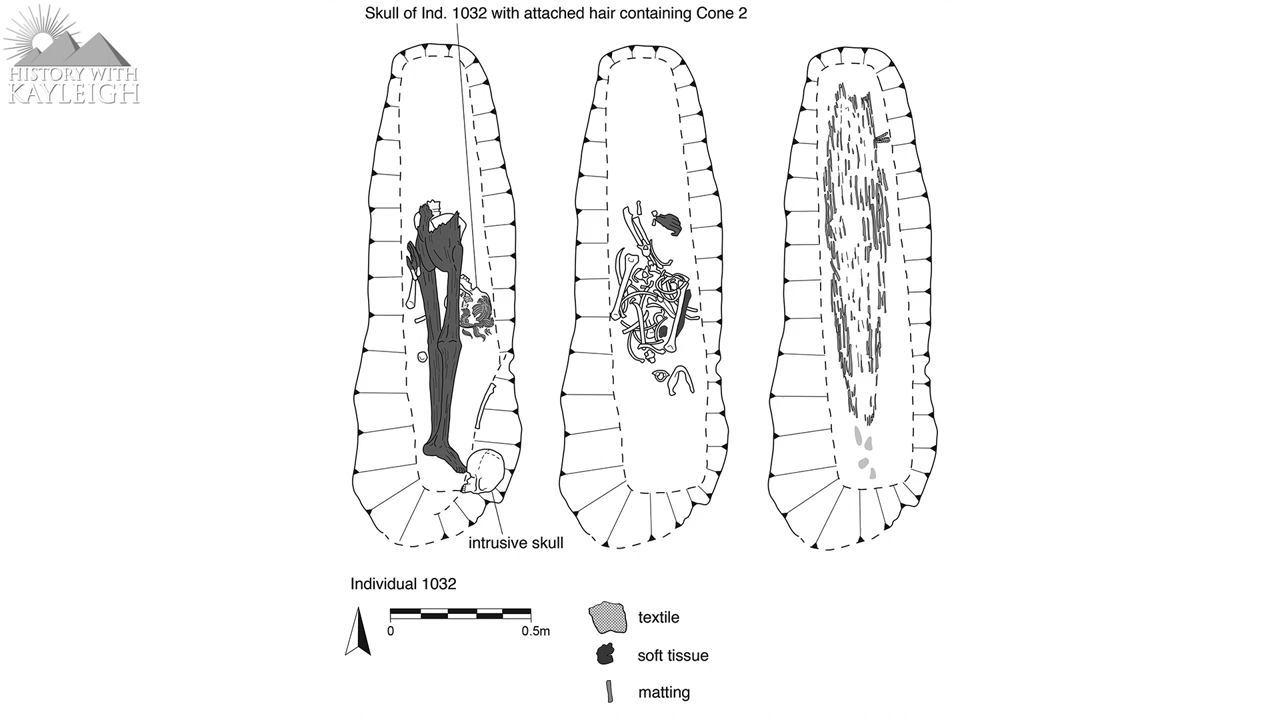 HISTORY WITH
KAYLEIGH
Skull of Ind. 1032 with attached hair containing Cone 2
intrusive skull
Individual 1032
0 0.5m
textile
soft tissue
matting